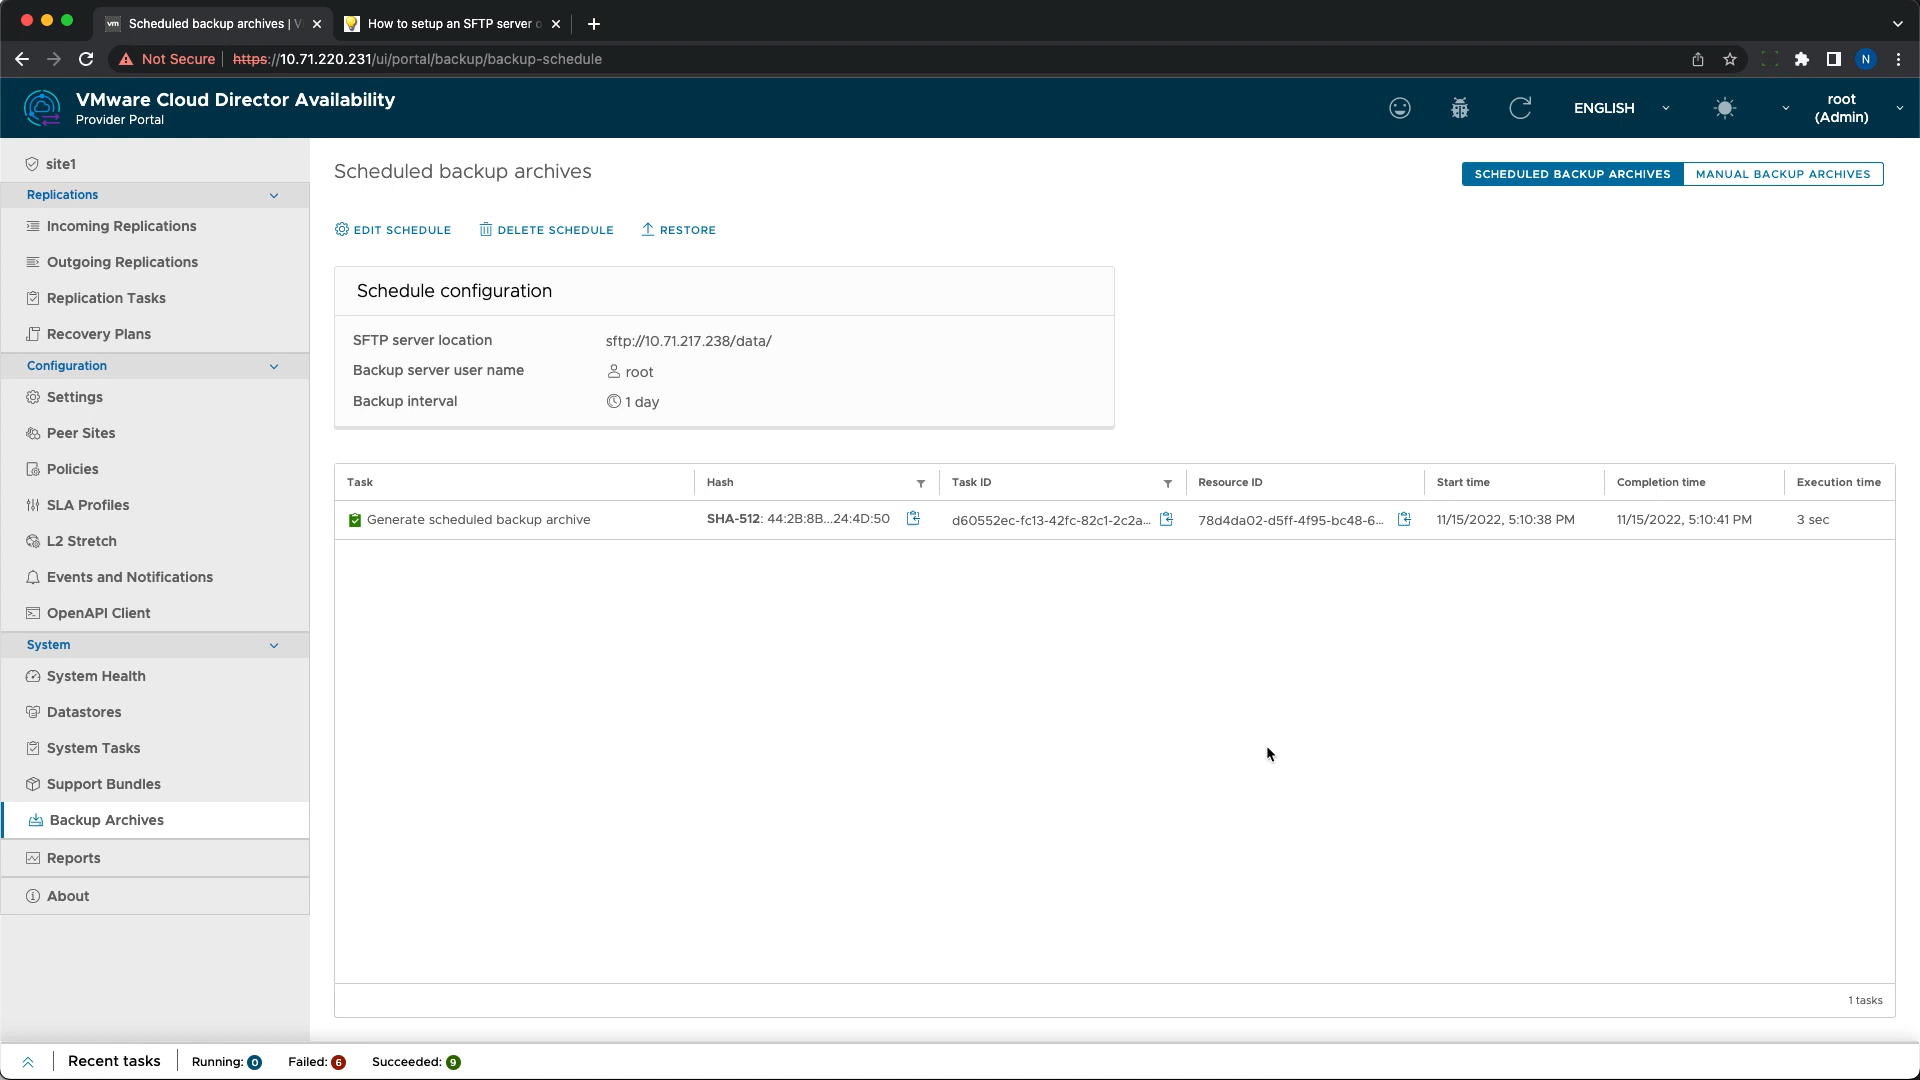 vm Scheduled backup archives | V
How to setup an SFTP server o
Not Secure https://10.71.220.231/ui/portal/backup/backup-schedule
N
VMware Cloud Director Availability
Provider Portal
ENGLISH
root
(Admin)
site1
Replications
Incoming Replications
Outgoing Replications
Replication Tasks
Recovery Plans
Configuration
Settings
Peer Sites
Policies
SLA Profiles
L2 Stretch
Events and Notifications
OpenAPI Client
System
System Health
Datastores
System Tasks
Support Bundles
Backup Archives
Reports
About
Scheduled backup archives
SCHEDULED BACKUP ARCHIVES MANUAL BACKUP ARCHIVES
EDIT SCHEDULE DELETE SCHEDULE RESTORE
Schedule configuration
SFTP server location sftp://10.71.217.238/data/
Backup server user name root
Backup interval 1 day
Task Hash Task ID Resource ID Start time Completion time Execution time
Generate scheduled backup archive SHA-512: 44:2B:8B...24:4D:50 d60552ec-fc13-42fc-82c1-2c2a... 78d4da02-d5ff-4f95-bc48-6... 11/15/2022, 5:10:38 PM 11/15/2022, 5:10:41 PM 3 sec
1 tasks
Recent tasks Running: 0 Failed: 6 Succeeded: 9